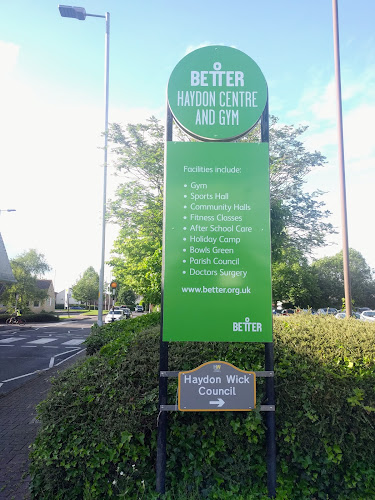 BETTER
HAYDON CENTRE
AND GYM
Facilities include:
• Gym
• Sports Hall
• Community Halls
• Fitness Classes
• After School Care
• Holiday Camp
• Bowls Green
• Parish Council
• Doctors Surgery
www.better.org.uk
BETTER
Haydon Wick
Council